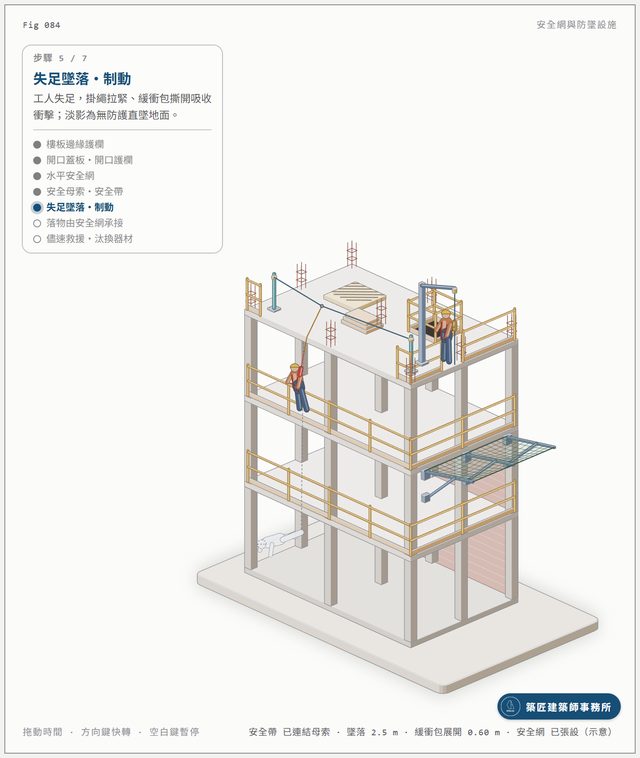 Fig 084
安全網與防墜設施
步驟 5 / 7
失足墜落・制動
工人失足，掛繩拉緊、緩衝包撕開吸收
衝擊；淡影為無防護直墜地面。
樓板邊緣護欄
開口蓋板・開口護欄
水平安全網
安全母索・安全帶
失足墜落・制動
落物由安全網承接
儘速救援・汰換器材
築匠建築師事務所
拖動時間 · 方向鍵快轉 · 空白鍵暫停
安全帶 已連結母索 · 墜落 2.5 m · 緩衝包展開 0.60 m · 安全網 已張設（示意）